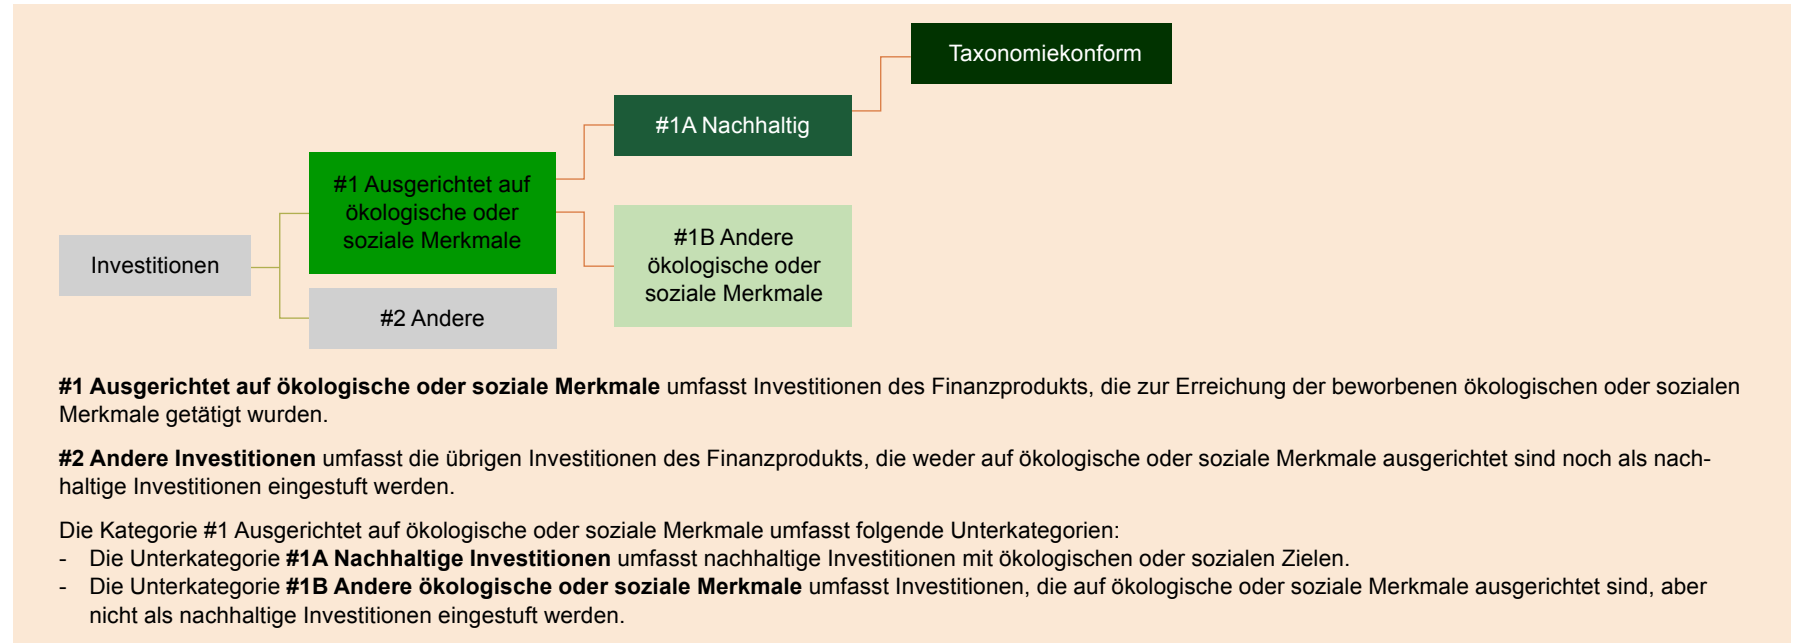 Taxonomiekonform
#1A Nachhaltig
#1 Ausgerichtet auf
ökologische oder
soziale Merkmale
#1B Andere
ökologische oder
soziale Merkmale
Investitionen
#2 Andere
#1 Ausgerichtet auf ökologische oder soziale Merkmale umfasst Investitionen des Finanzprodukts, die zur Erreichung der beworbenen ökologischen oder sozialen
Merkmale getätigt wurden.
#2 Andere Investitionen umfasst die übrigen Investitionen des Finanzprodukts, die weder auf ökologische oder soziale Merkmale ausgerichtet sind noch als nach-
haltige Investitionen eingestuft werden.
Die Kategorie #1 Ausgerichtet auf ökologische oder soziale Merkmale umfasst folgende Unterkategorien:
- Die Unterkategorie #1A Nachhaltige Investitionen umfasst nachhaltige Investitionen mit ökologischen oder sozialen Zielen.
- Die Unterkategorie #1B Andere ökologische oder soziale Merkmale umfasst Investitionen, die auf ökologische oder soziale Merkmale ausgerichtet sind, aber
nicht als nachhaltige Investitionen eingestuft werden.